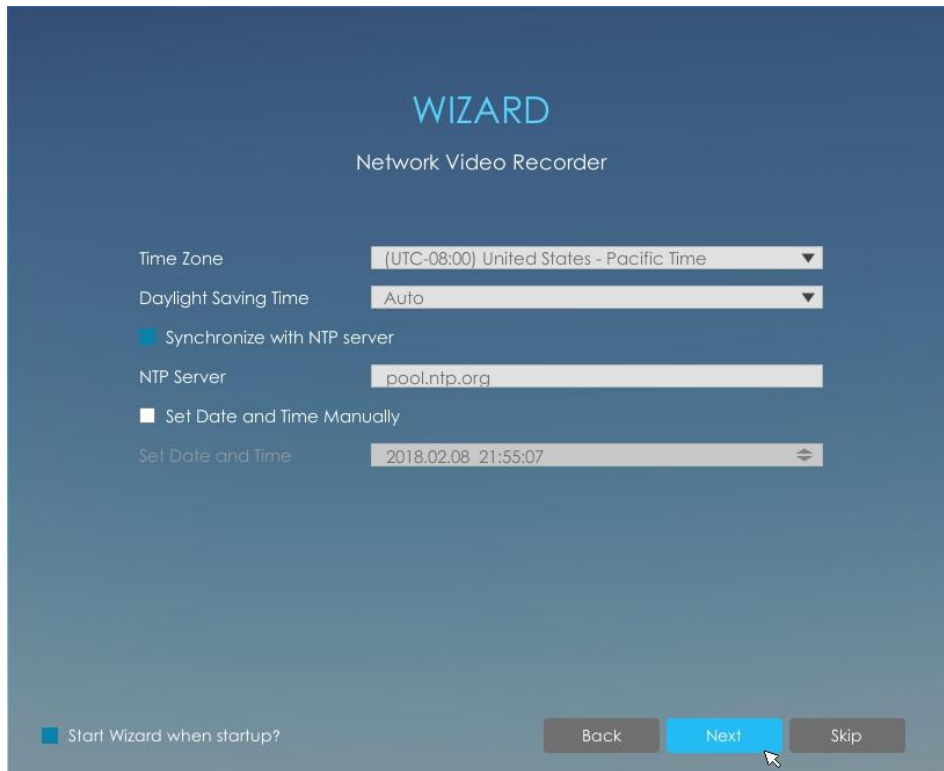 WIZARD
Network Video Recorder
Time Zone (UTC-08:00) United States - Pacific Time
Daylight Saving Time Auto
Synchronize with NTP server
NTP Server pool.ntp.org
Set Date and Time Manually
Set Date and Time 2018.02.08 21:55:07
Start Wizard when startup? Back Next Skip